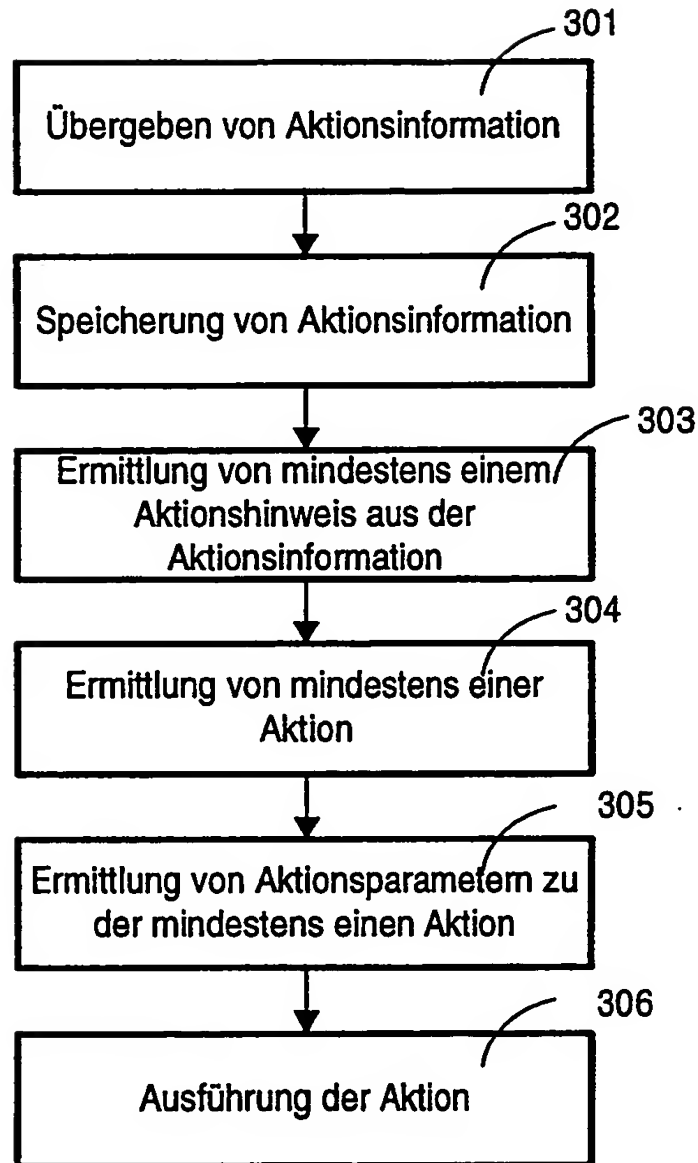 301
Übergeben von Aktionsinformation
302
Speicherung von Aktionsinformation
303
Ermittlung von mindestens einem
Aktionshinweis aus der
Aktionsinformation
304
Ermittlung von mindestens einer
Aktion
305
Ermittlung von Aktionsparametern zu
der mindestens einen Aktion
306
Ausführung der Aktion